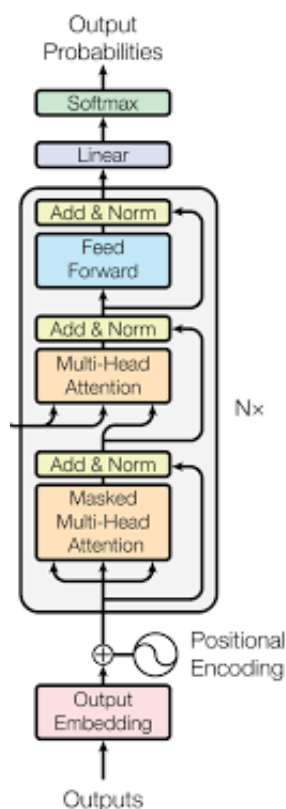 Output
Probabilities
Softmax
Linear
Add & Norm
Feed
Forward
Add & Norm
Multi-Head
Attention
N×
Add & Norm
Masked
Multi-Head
Attention
Positional
Encoding
Output
Embedding
Outputs